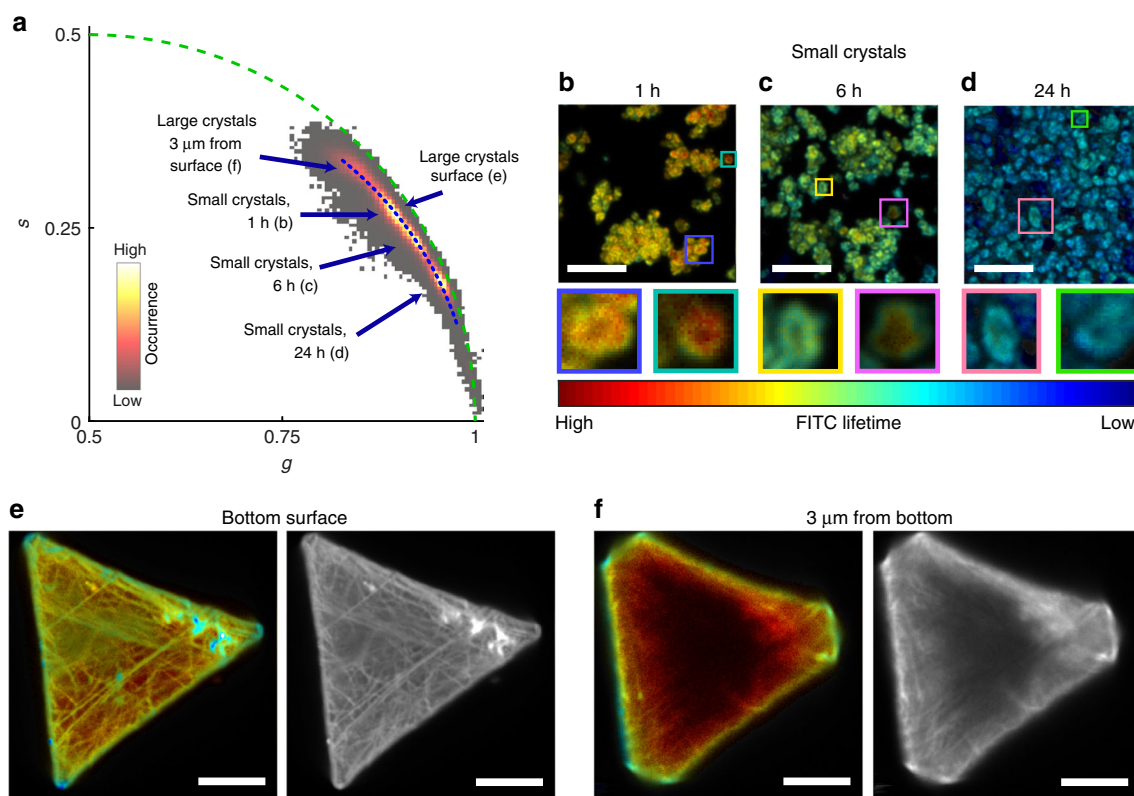 a
0.5
0.25
0
s
0.5
0.75
1
g
Large crystals
3 μm from
surface (f)
Large crystals
surface (e)
Small crystals,
1 h (b)
Small crystals,
6 h (c)
Small crystals,
24 h (d)
High
Occurrence
Low
Small crystals
b
1 h
c
6 h
d
24 h
High
FITC lifetime
Low
e
Bottom surface
f
3 μm from bottom